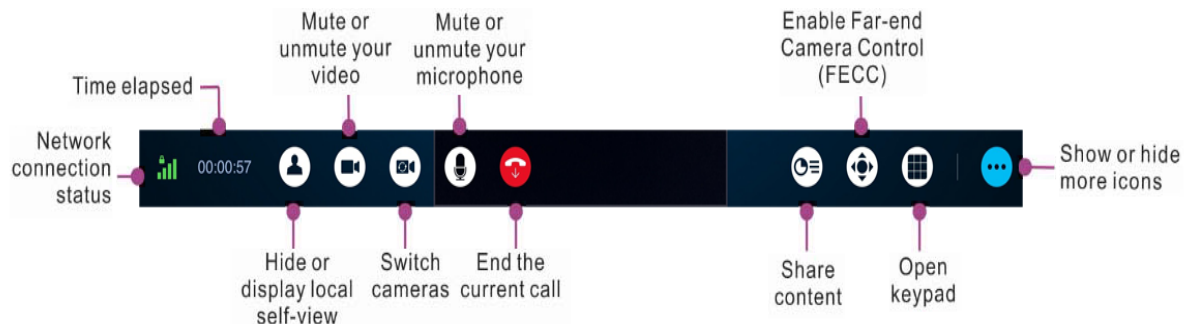 Mute or
unmute your
video
Mute or
unmute your
microphone
Enable Far-end
Camera Control
(FECC)
Time elapsed
Network
connection
status
00:00:57
Show or hide
more icons
Hide or
display local
self-view
Switch
cameras
End the
current call
Share
content
Open
keypad